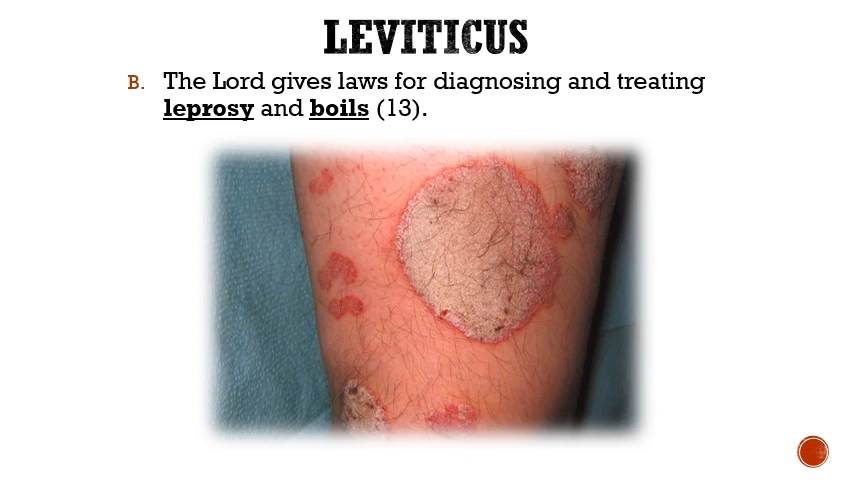 LEVITICUS
B. The Lord gives laws for diagnosing and treating
leprosy and boils (13).